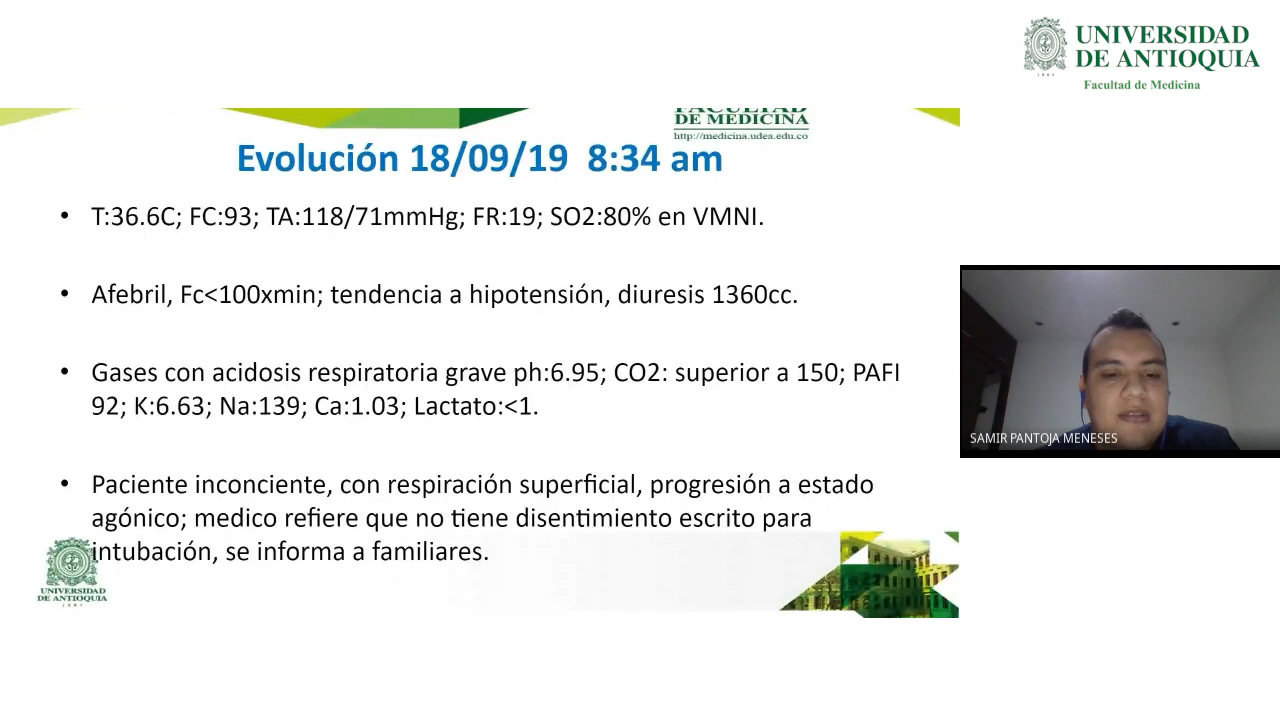 UNIVERSIDAD
DE ANTIOQUIA
1803
Facultad de Medicina
FACULTAD
DE MEDICINA
http://medicina.udea.edu.co
Evolución 18/09/19 8:34 am
• T:36.6C; FC:93; TA:118/71mmHg; FR:19; SO2:80% en VMNI.
• Afebril, Fc<100xmin; tendencia a hipotensión, diuresis 1360cc.
• Gases con acidosis respiratoria grave ph:6.95; CO2: superior a 150; PAFI
92; K:6.63; Na:139; Ca:1.03; Lactato:<1.
• Paciente inconciente, con respiración superficial, progresión a estado
agónico; medico refiere que no tiene disentimiento escrito para
intubación, se informa a familiares.
UNIVERSIDAD
DE ANTIOQUIA
1803
SAMIR PANTOJA MENESES